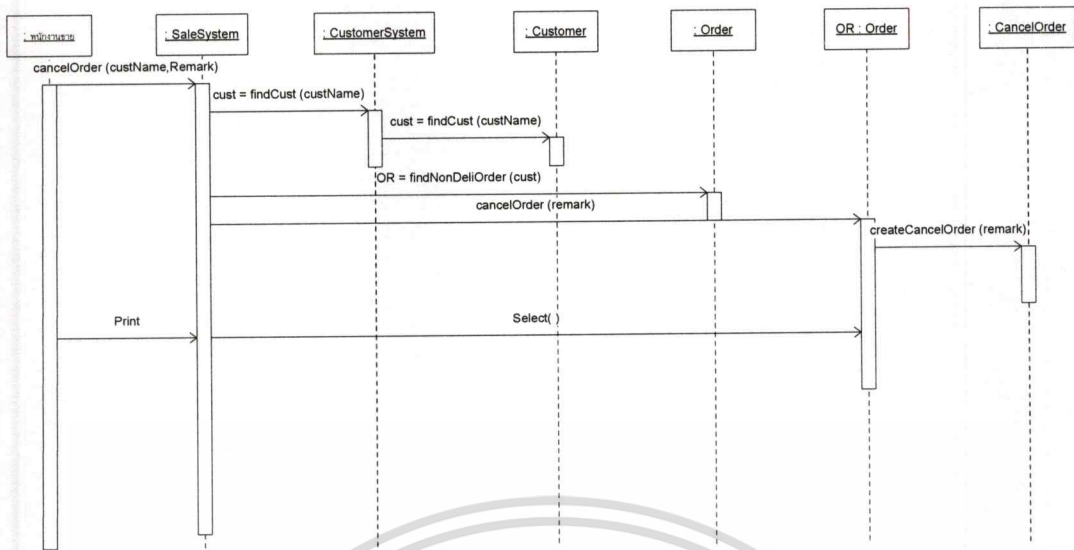 : พนักงานขาย
: SaleSystem
: CustomerSystem
: Customer
: Order
OR : Order
: CancelOrder
cancelOrder (custName,Remark)
cust = findCust (custName)
cust = findCust (custName)
OR = findNonDeliOrder (cust)
cancelOrder (remark)
createCancelOrder (remark)
Print
Select( )